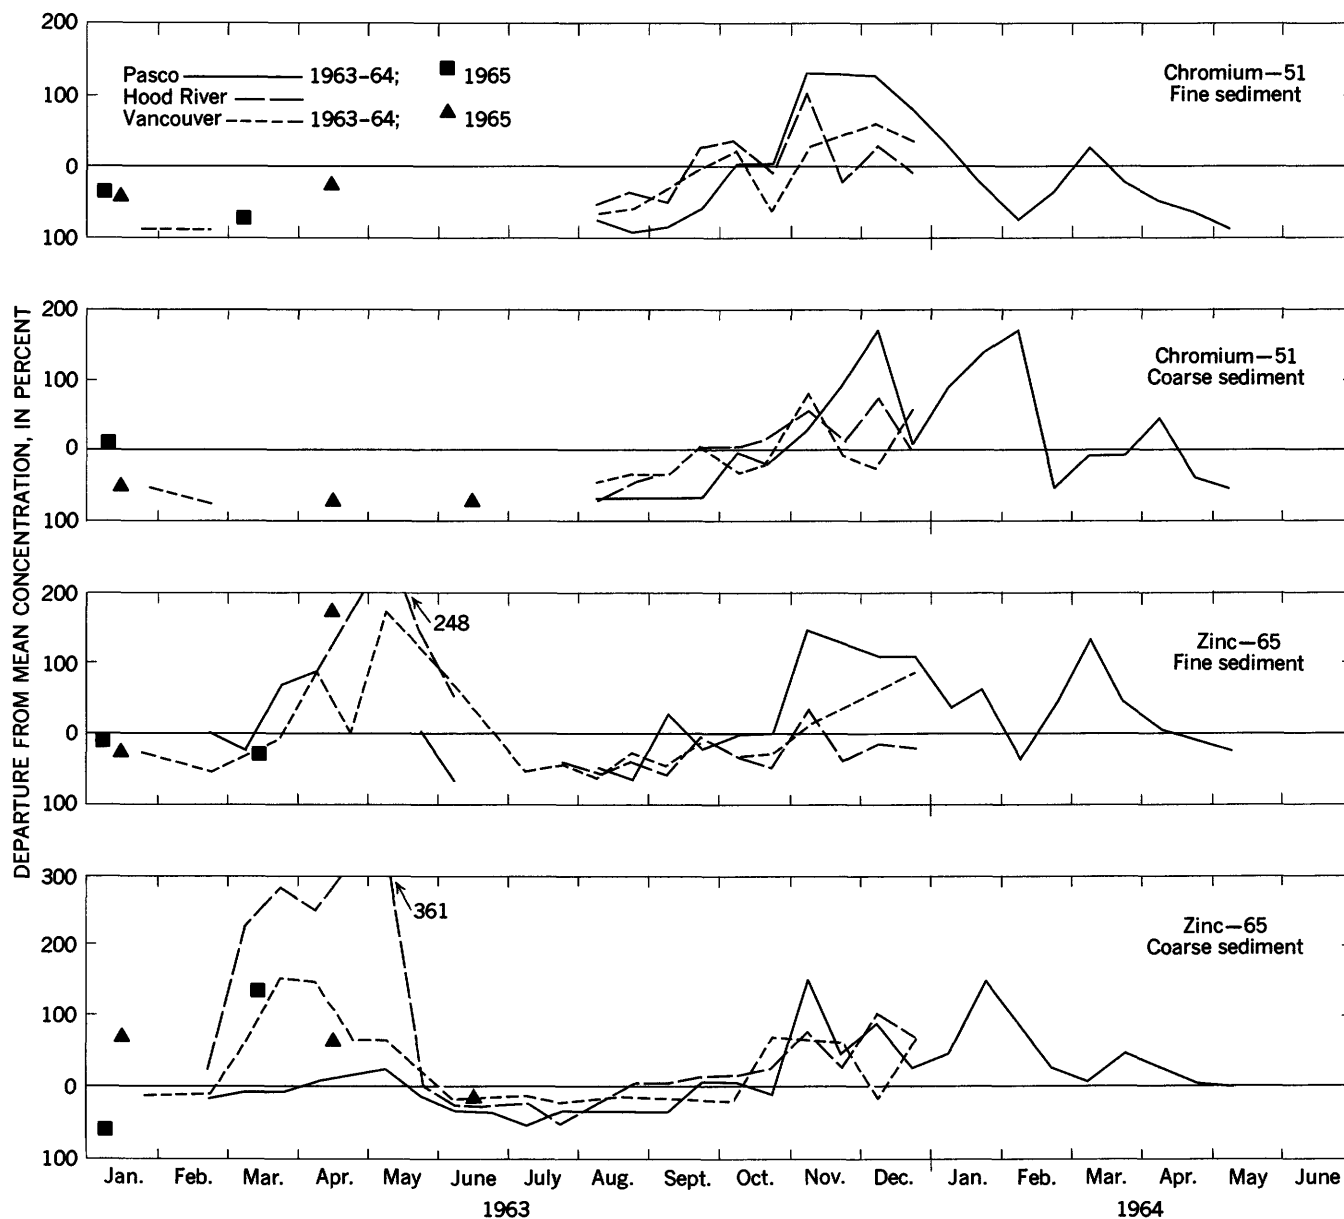 DEPARTURE FROM MEAN CONCENTRATION, IN PERCENT
200
100
0
100
Pasco 1963-64; 1965
Hood River
Vancouver 1963-64; 1965
Chromium—51
Fine sediment
200
100
0
100
Chromium—51
Coarse sediment
200
100
0
100
248
Zinc—65
Fine sediment
300
200
100
0
100
361
Zinc—65
Coarse sediment
Jan. Feb. Mar. Apr. May June July Aug. Sept. Oct. Nov. Dec. Jan. Feb. Mar. Apr. May June
1963 1964